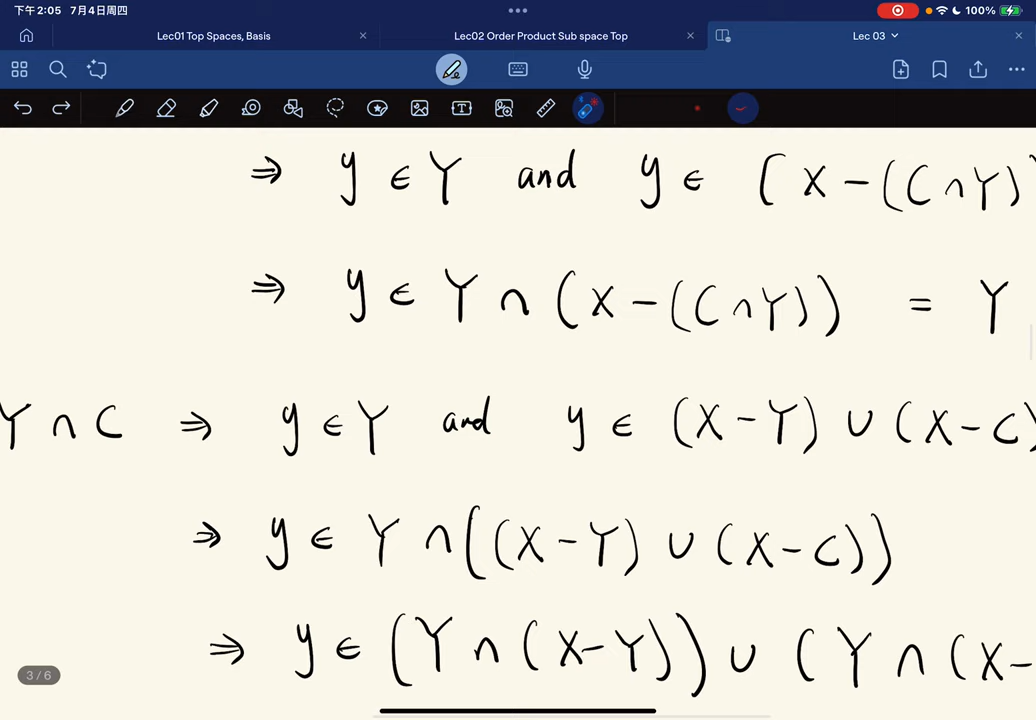 下午 2:05 7月4日周四
100%
Lec01 Top Spaces, Basis
Lec02 Order Product Sub space Top
Lec 03
⇒ y ∈ Y and y ∈ [X − (C ∩ Y)
⇒ y ∈ Y ∩ (X − (C ∩ Y)) = Y
Y ∩ C ⇒ y ∈ Y and y ∈ (X − Y) ∪ (X − C)
⇒ y ∈ Y ∩ ((X − Y) ∪ (X − C))
⇒ y ∈ (Y ∩ (X − Y)) ∪ (Y ∩ (X −
3 / 6